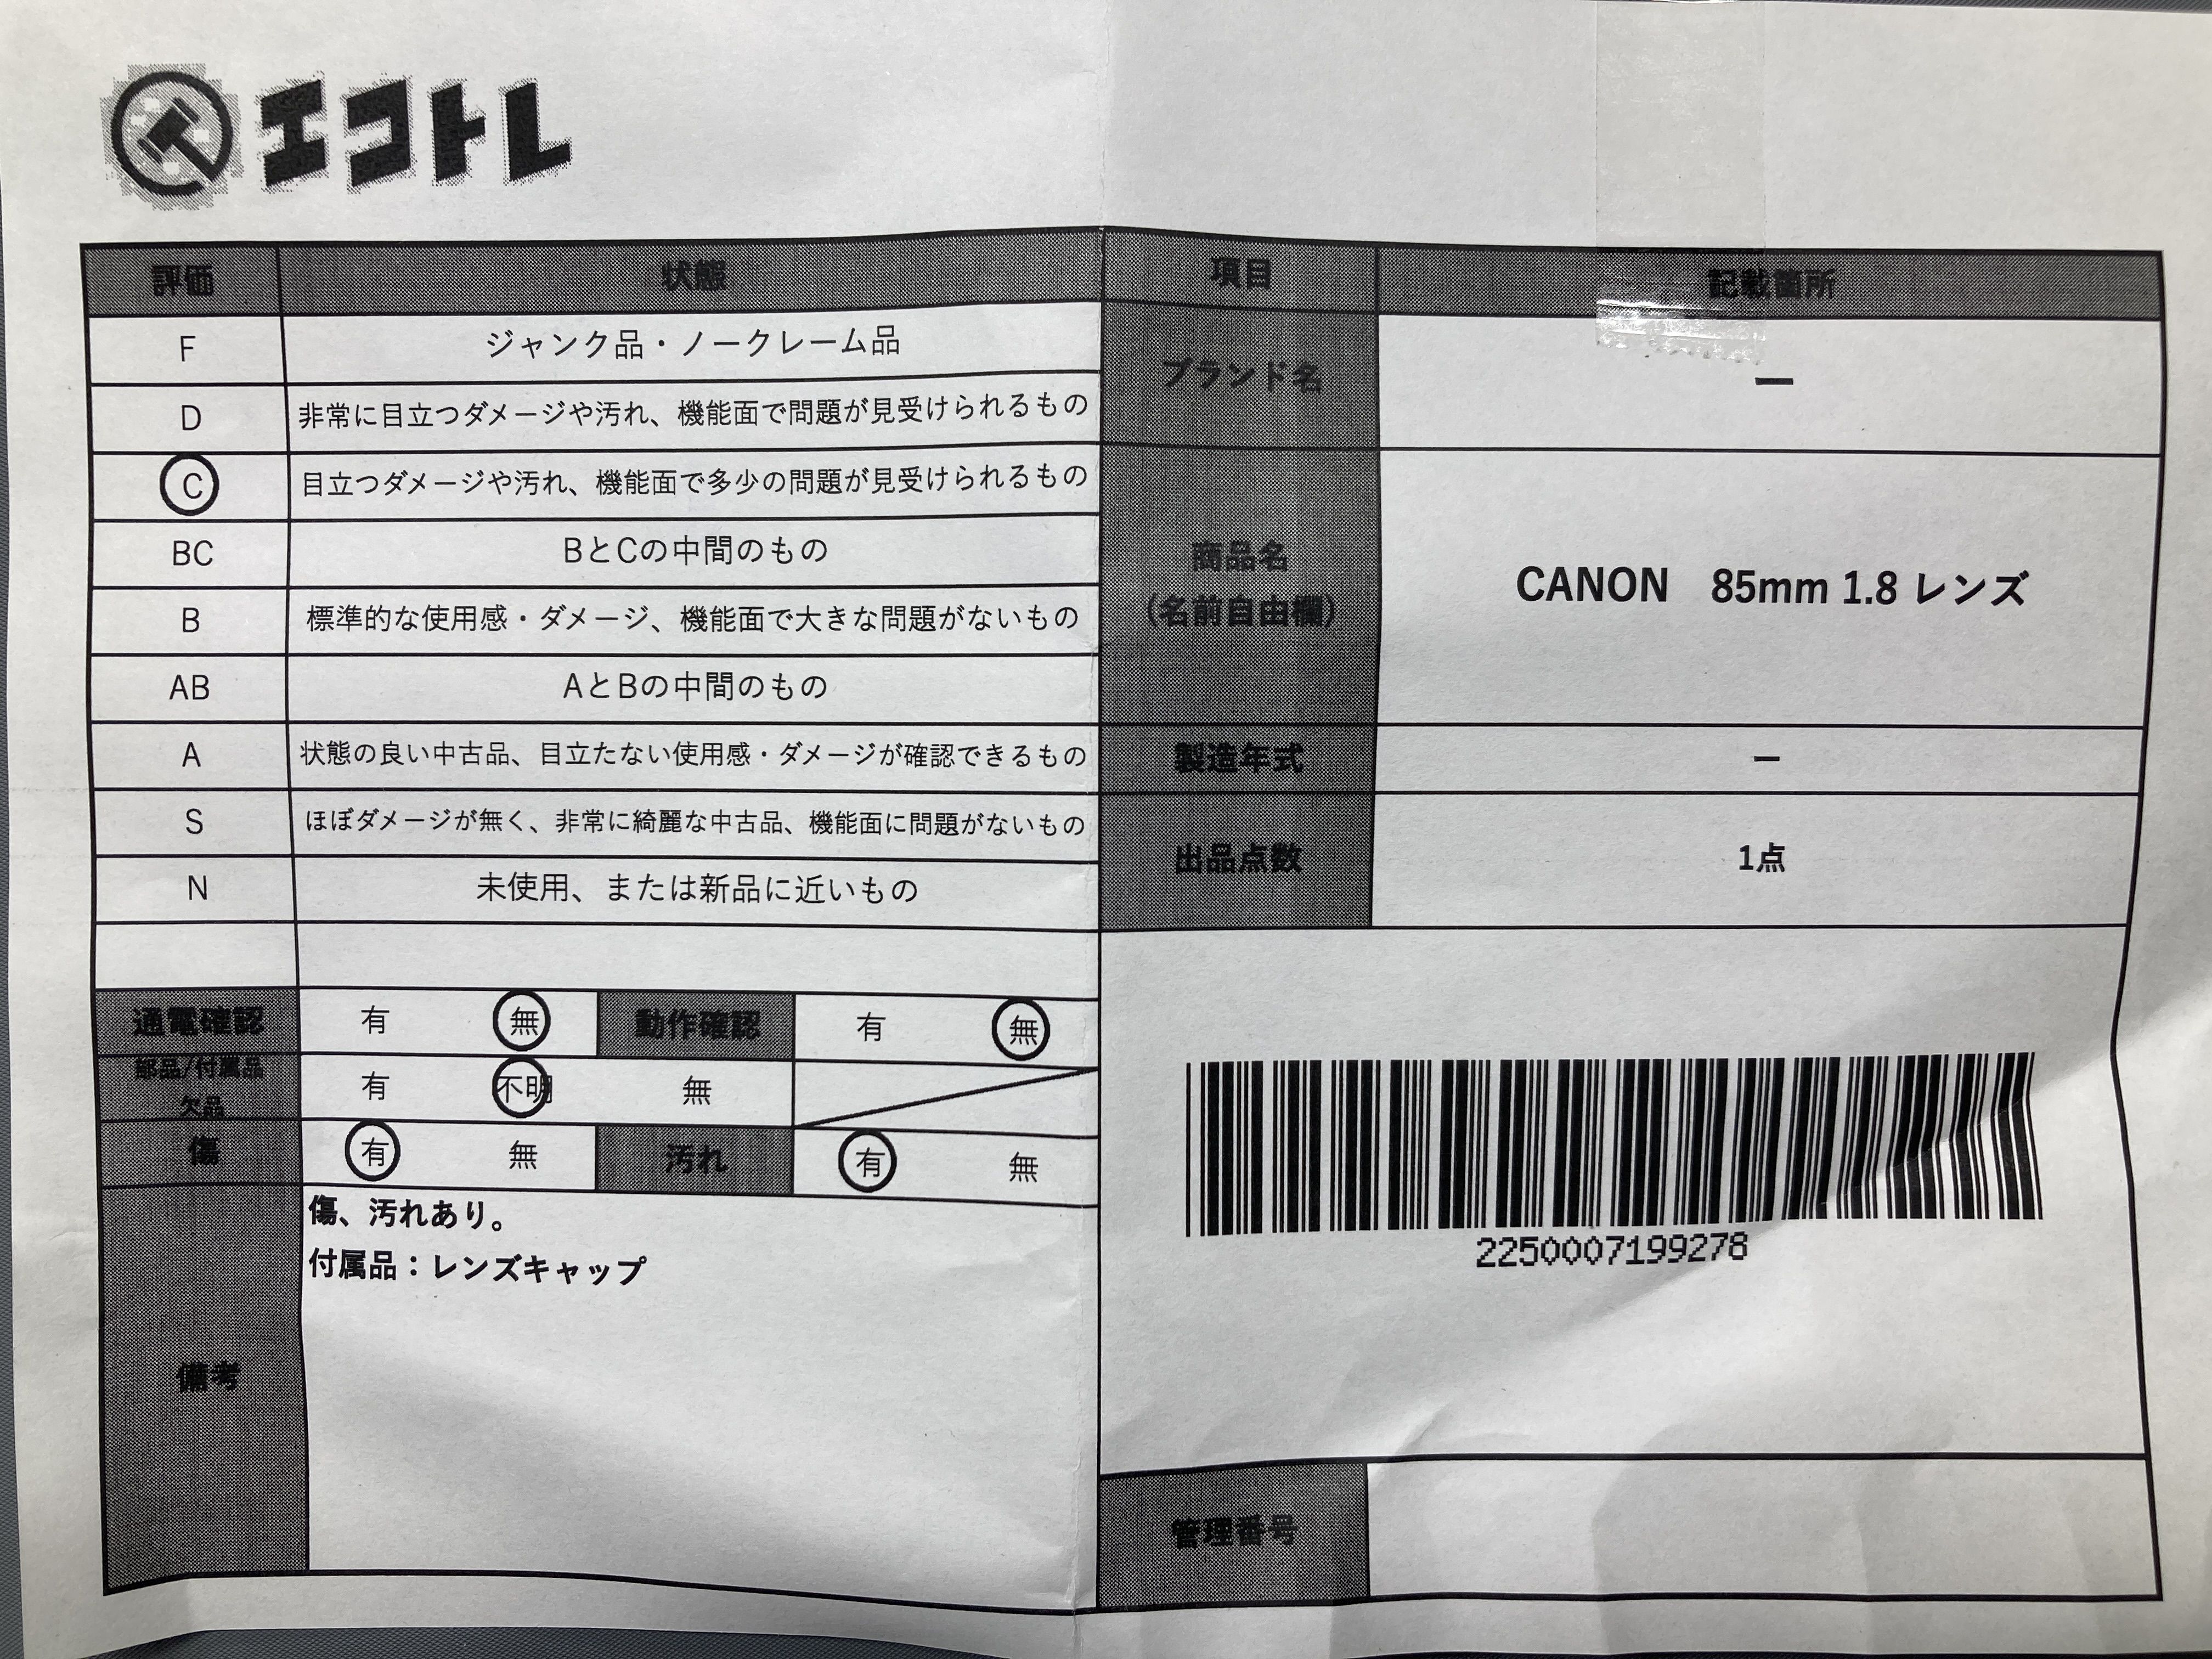 エコトレ
評価 状態
F ジャンク品・ノークレーム品
D 非常に目立つダメージや汚れ、機能面で問題が見受けられるもの
C 目立つダメージや汚れ、機能面で多少の問題が見受けられるもの
BC BとCの中間のもの
B 標準的な使用感・ダメージ、機能面で大きな問題がないもの
AB AとBの中間のもの
A 状態の良い中古品、目立たない使用感・ダメージが確認できるもの
S ほぼダメージが無く、非常に綺麗な中古品、機能面に問題がないもの
N 未使用、または新品に近いもの
通電確認 有 無 動作確認 有 無
部品/付属品
欠品 有 不明 無
傷 有 無 汚れ 有 無
備考
傷、汚れあり。
付属品：レンズキャップ
項目 記載箇所
ブランド名 ー
商品名
(名前自由欄)
CANON 85mm 1.8 レンズ
製造年式 ー
出品点数 1点
2250007199278
管理番号